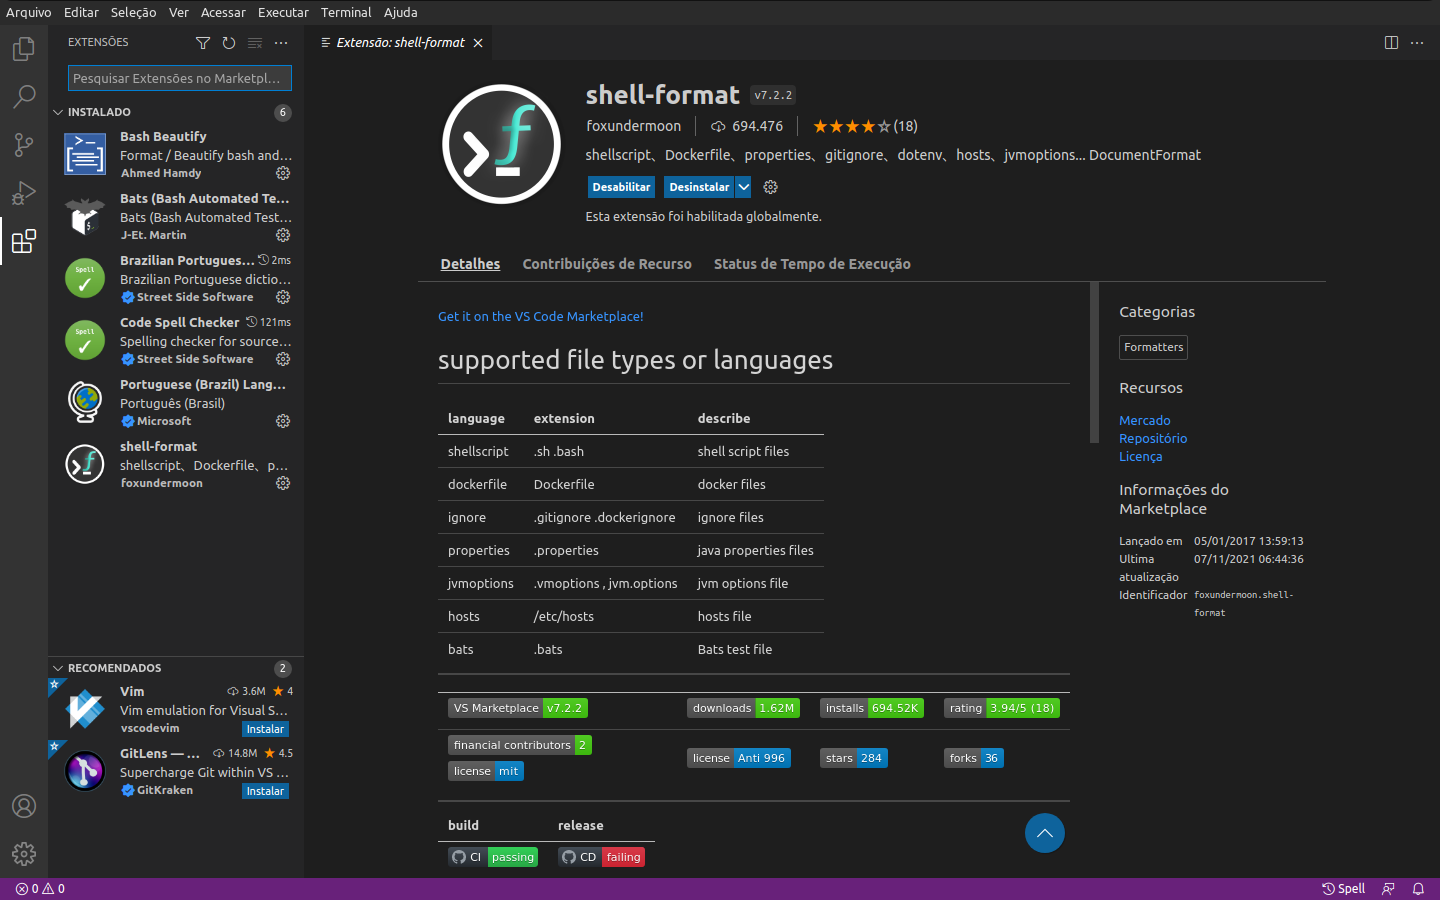 Arquivo Editar Seleção Ver Acessar Executar Terminal Ajuda
EXTENSÕES
Pesquisar Extensões no Marketpl...
INSTALADO 6
Bash Beautify
Format / Beautify bash and...
Ahmed Hamdy
Bats (Bash Automated Te...
Bats (Bash Automated Test...
J-Et. Martin
Brazilian Portugues... 2ms
Brazilian Portuguese dictio...
Street Side Software
Code Spell Checker 121ms
Spelling checker for source...
Street Side Software
Portuguese (Brazil) Lang...
Português (Brasil)
Microsoft
shell-format
shellscript、Dockerfile、p...
foxundermoon
RECOMENDADOS 2
Vim 3.6M ★ 4
Vim emulation for Visual S...
vscodevim Instalar
GitLens — ... 14.8M ★ 4.5
Supercharge Git within VS ...
GitKraken Instalar
Extensão: shell-format
shell-format v7.2.2
foxundermoon 694.476 ★★★★☆(18)
shellscript、Dockerfile、properties、gitignore、dotenv、hosts、jvmoptions... DocumentFormat
Desabilitar Desinstalar
Esta extensão foi habilitada globalmente.
Detalhes Contribuições de Recurso Status de Tempo de Execução
Get it on the VS Code Marketplace!
supported file types or languages
language extension describe
shellscript .sh .bash shell script files
dockerfile Dockerfile docker files
ignore .gitignore .dockerignore ignore files
properties .properties java properties files
jvmoptions .vmoptions , jvm.options jvm options file
hosts /etc/hosts hosts file
bats .bats Bats test file
VS Marketplace v7.2.2 downloads 1.62M installs 694.52K rating 3.94/5 (18)
financial contributors 2
license mit license Anti 996 stars 284 forks 36
build release
CI passing CD failing
Categorias
Formatters
Recursos
Mercado
Repositório
Licença
Informações do
Marketplace
Lançado em 05/01/2017 13:59:13
Ultima 07/11/2021 06:44:36
atualização
Identificador foxundermoon.shell-
format
0 0 Spell